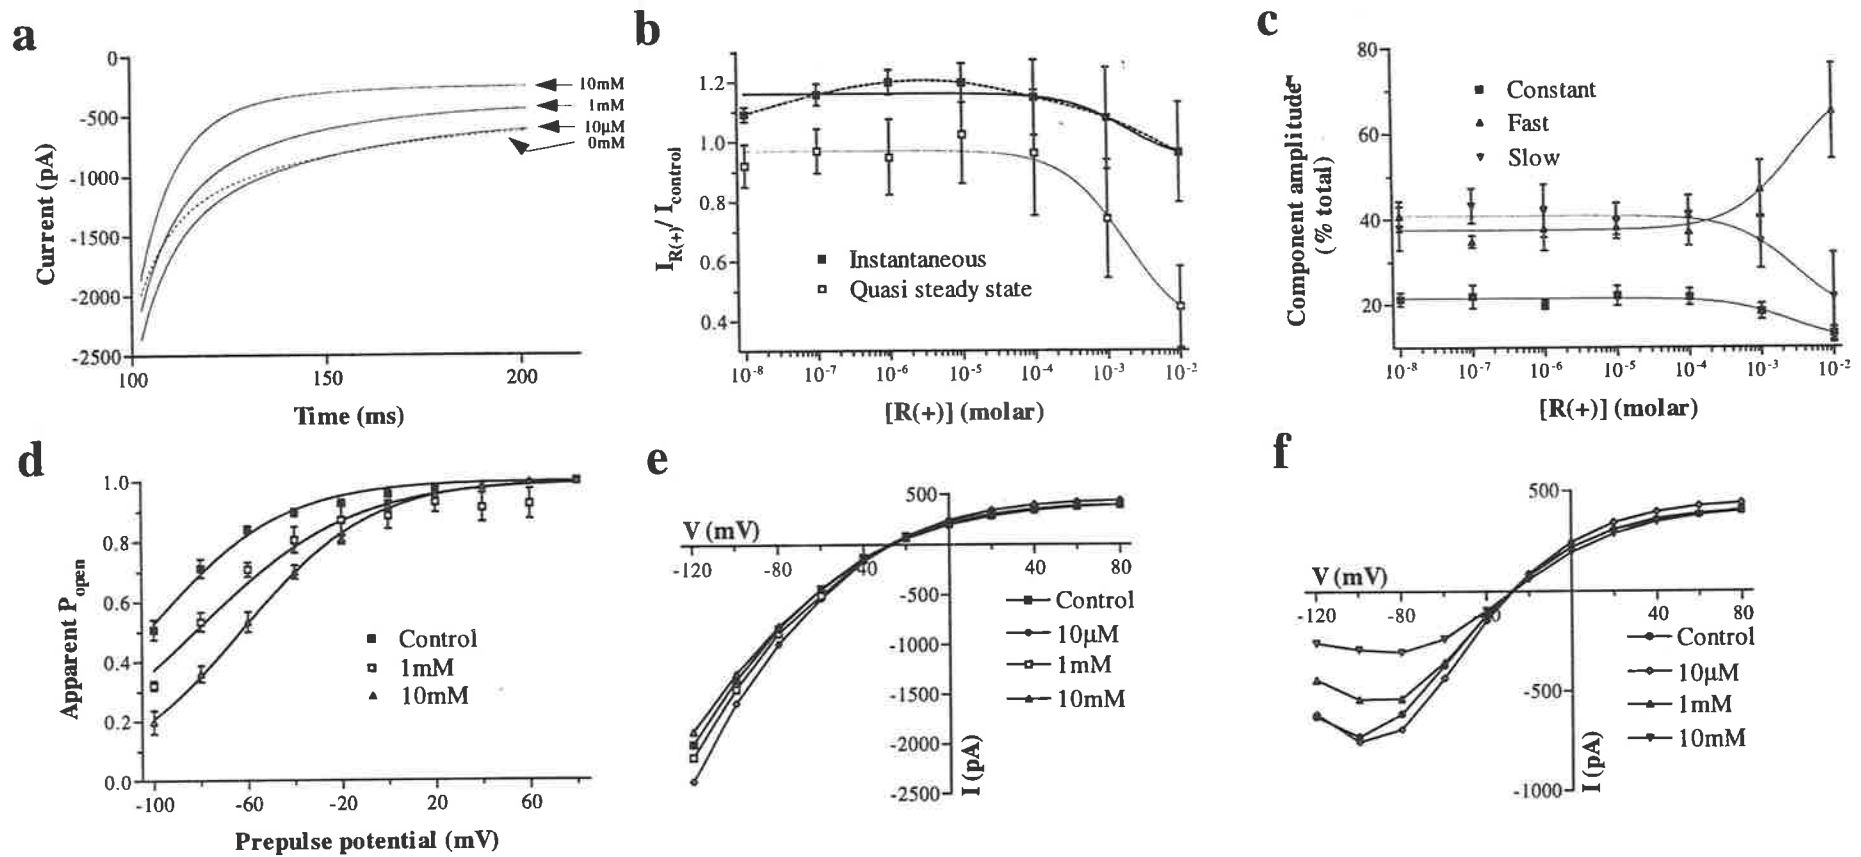 a
0
-500
-1000
-1500
-2000
-2500
100
150
200
Current (pA)
Time (ms)
10mM
1mM
10μM
0mM
b
1.2
1.0
0.8
0.6
0.4
I R(+)/ I control
Instantaneous
Quasi steady state
10-8
10-7
10-6
10-5
10-4
10-3
10-2
[R(+)] (molar)
c
80
60
40
20
Component amplitude
(% total)
Constant
Fast
Slow
10-8
10-7
10-6
10-5
10-4
10-3
10-2
[R(+)] (molar)
d
1.0
0.8
0.6
0.4
0.2
0.0
Apparent Popen
Control
1mM
10mM
-100
-60
-20
20
60
Prepulse potential (mV)
e
500
V (mV)
-120
-80
40
80
-500
-1000
-1500
-2000
-2500
I (pA)
Control
10μM
1mM
10mM
f
500
V (mV)
-120
-80
40
80
-500
-1000
I (pA)
Control
10μM
1mM
10mM